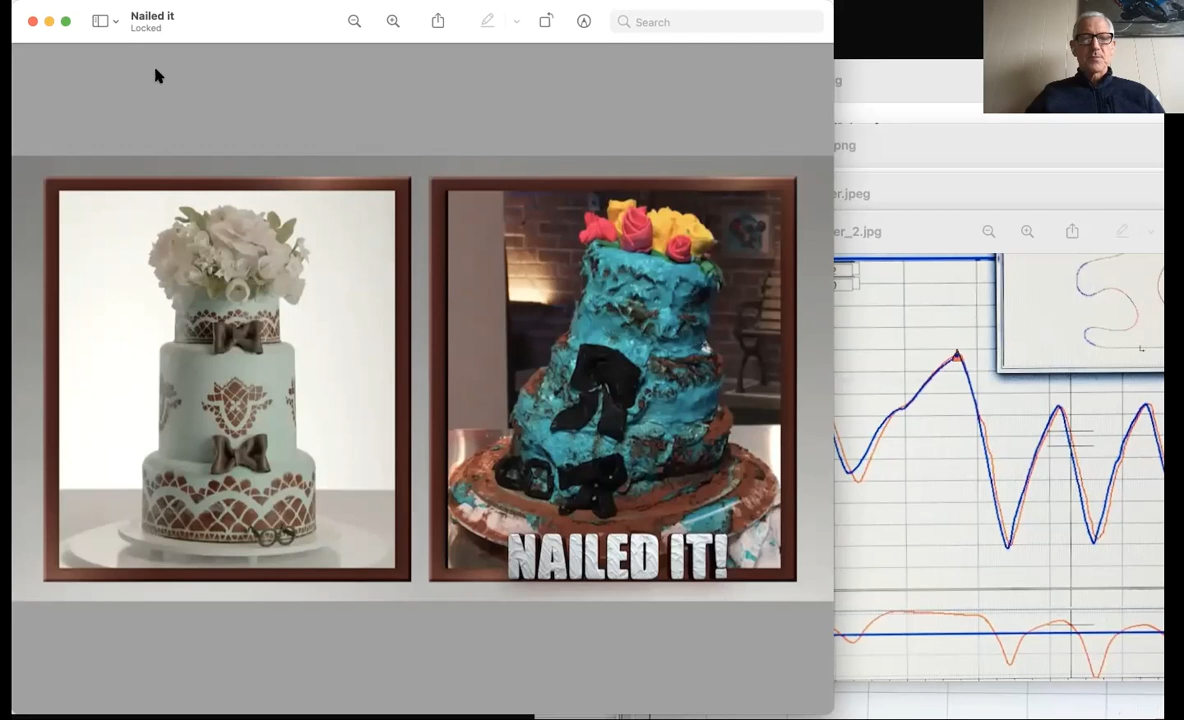 Nailed it
Locked
Search
g
png
er.jpeg
er_2.jpg
NAILED IT!